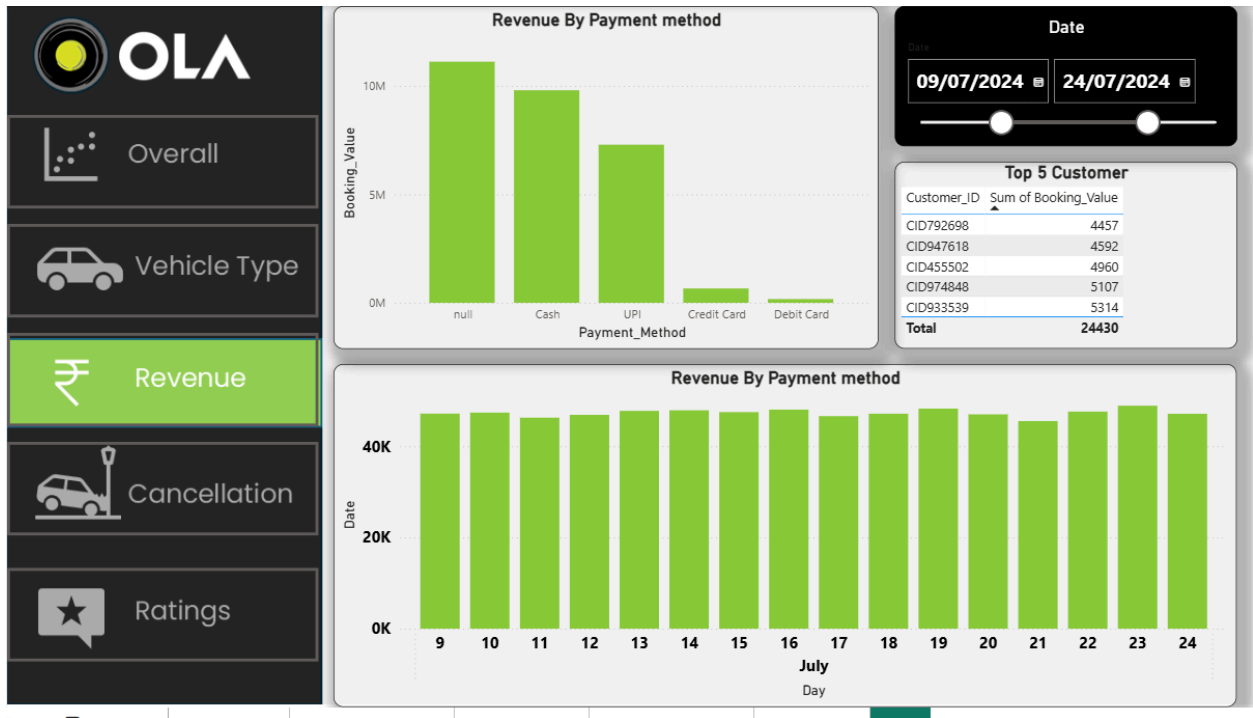 OLA
Overall
Vehicle Type
Revenue
Cancellation
Ratings
Revenue By Payment method
Booking_Value
10M
5M
0M
null Cash UPI Credit Card Debit Card
Payment_Method
Date
Date
09/07/2024 24/07/2024
Top 5 Customer
Customer_ID Sum of Booking_Value
CID792698 4457
CID947618 4592
CID455502 4960
CID974848 5107
CID933539 5314
Total 24430
Revenue By Payment method
Date
40K
20K
0K
9 10 11 12 13 14 15 16 17 18 19 20 21 22 23 24
July
Day